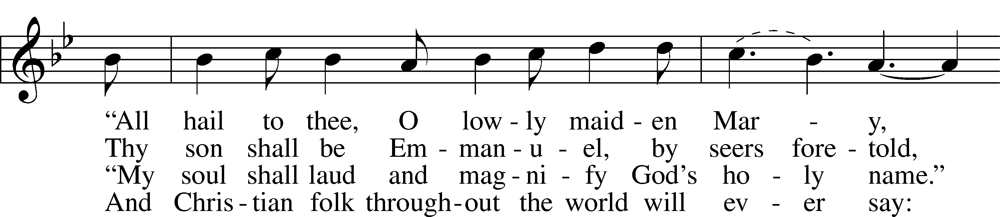 “All hail to thee, O low - ly maid - en Mar - y,
Thy son shall be Em - man - u - el, by seers fore - told,
“My soul shall laud and mag - ni - fy God’s ho - ly name.”
And Chris - tian folk through - out the world will ev - er say: